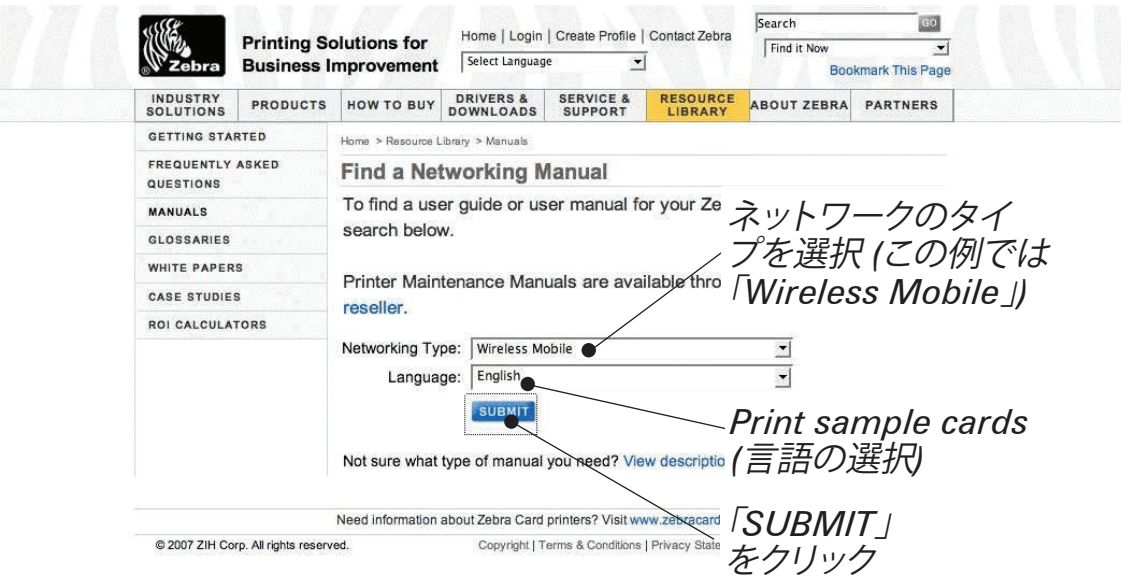 Zebra
Printing Solutions for
Business Improvement
Home | Login | Create Profile | Contact Zebra
Select Language
Search
GO
Find it Now
Bookmark This Page
INDUSTRY
SOLUTIONS
PRODUCTS
HOW TO BUY
DRIVERS &
DOWNLOADS
SERVICE &
SUPPORT
RESOURCE
LIBRARY
ABOUT ZEBRA
PARTNERS
GETTING STARTED
FREQUENTLY ASKED
QUESTIONS
MANUALS
GLOSSARIES
WHITE PAPERS
CASE STUDIES
ROI CALCULATORS
Home > Resource Library > Manuals
Find a Networking Manual
To find a user guide or user manual for your Ze
search below.
Printer Maintenance Manuals are available thro
reseller.
Networking Type: Wireless Mobile
Language: English
SUBMIT
Not sure what type of manual you need? View descriptio
ネットワークのタイ
プを選択 (この例では
「Wireless Mobile」)
Print sample cards
(言語の選択)
「SUBMIT」
をクリック
Need information about Zebra Card printers? Visit www.zebracard
© 2007 ZIH Corp. All rights reserved.
Copyright | Terms & Conditions | Privacy State